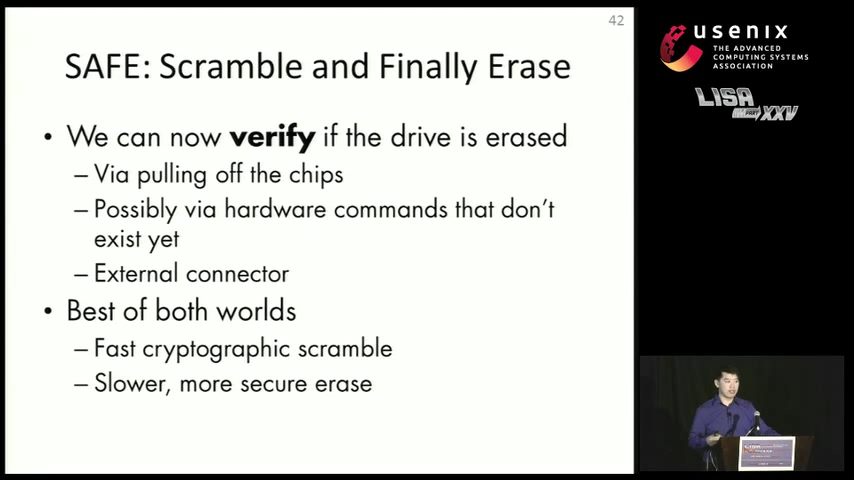 42
SAFE: Scramble and Finally Erase
• We can now verify if the drive is erased
– Via pulling off the chips
– Possibly via hardware commands that don't
exist yet
– External connector
• Best of both worlds
– Fast cryptographic scramble
– Slower, more secure erase
usenix
THE ADVANCED
COMPUTING SYSTEMS
ASSOCIATION
LISA
XXV